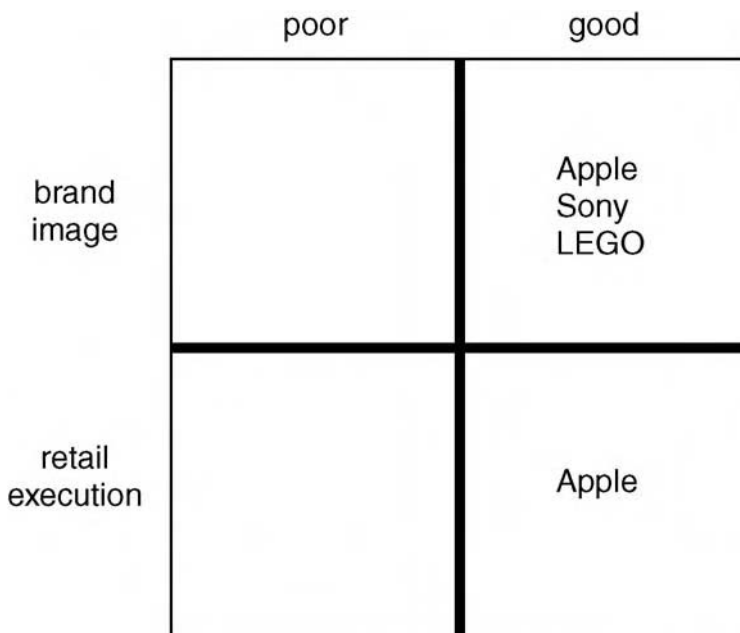 poor good
brand
image
Apple
Sony
LEGO
retail
execution
Apple